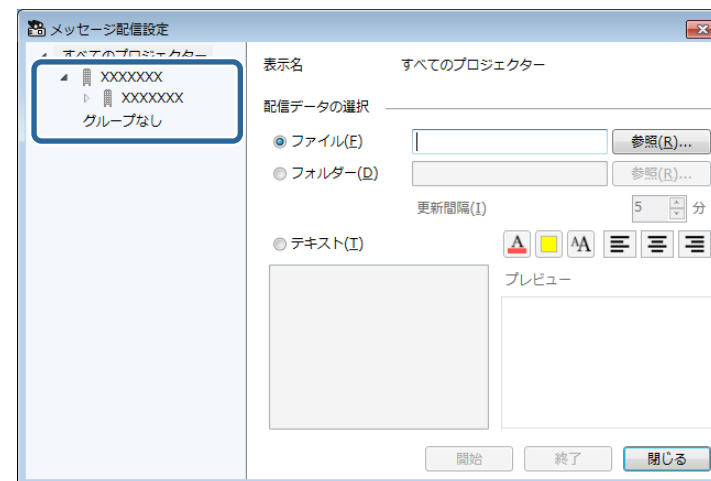 メッセージ配信設定
すべてのプロジェクター
XXXXXXX
XXXXXXX
グループなし
表示名 すべてのプロジェクター
配信データの選択
ファイル(F) 参照(R)...
フォルダー(D) 参照(R)...
更新間隔(I) 5 分
テキスト(T) A AA
プレビュー
開始 終了 閉じる